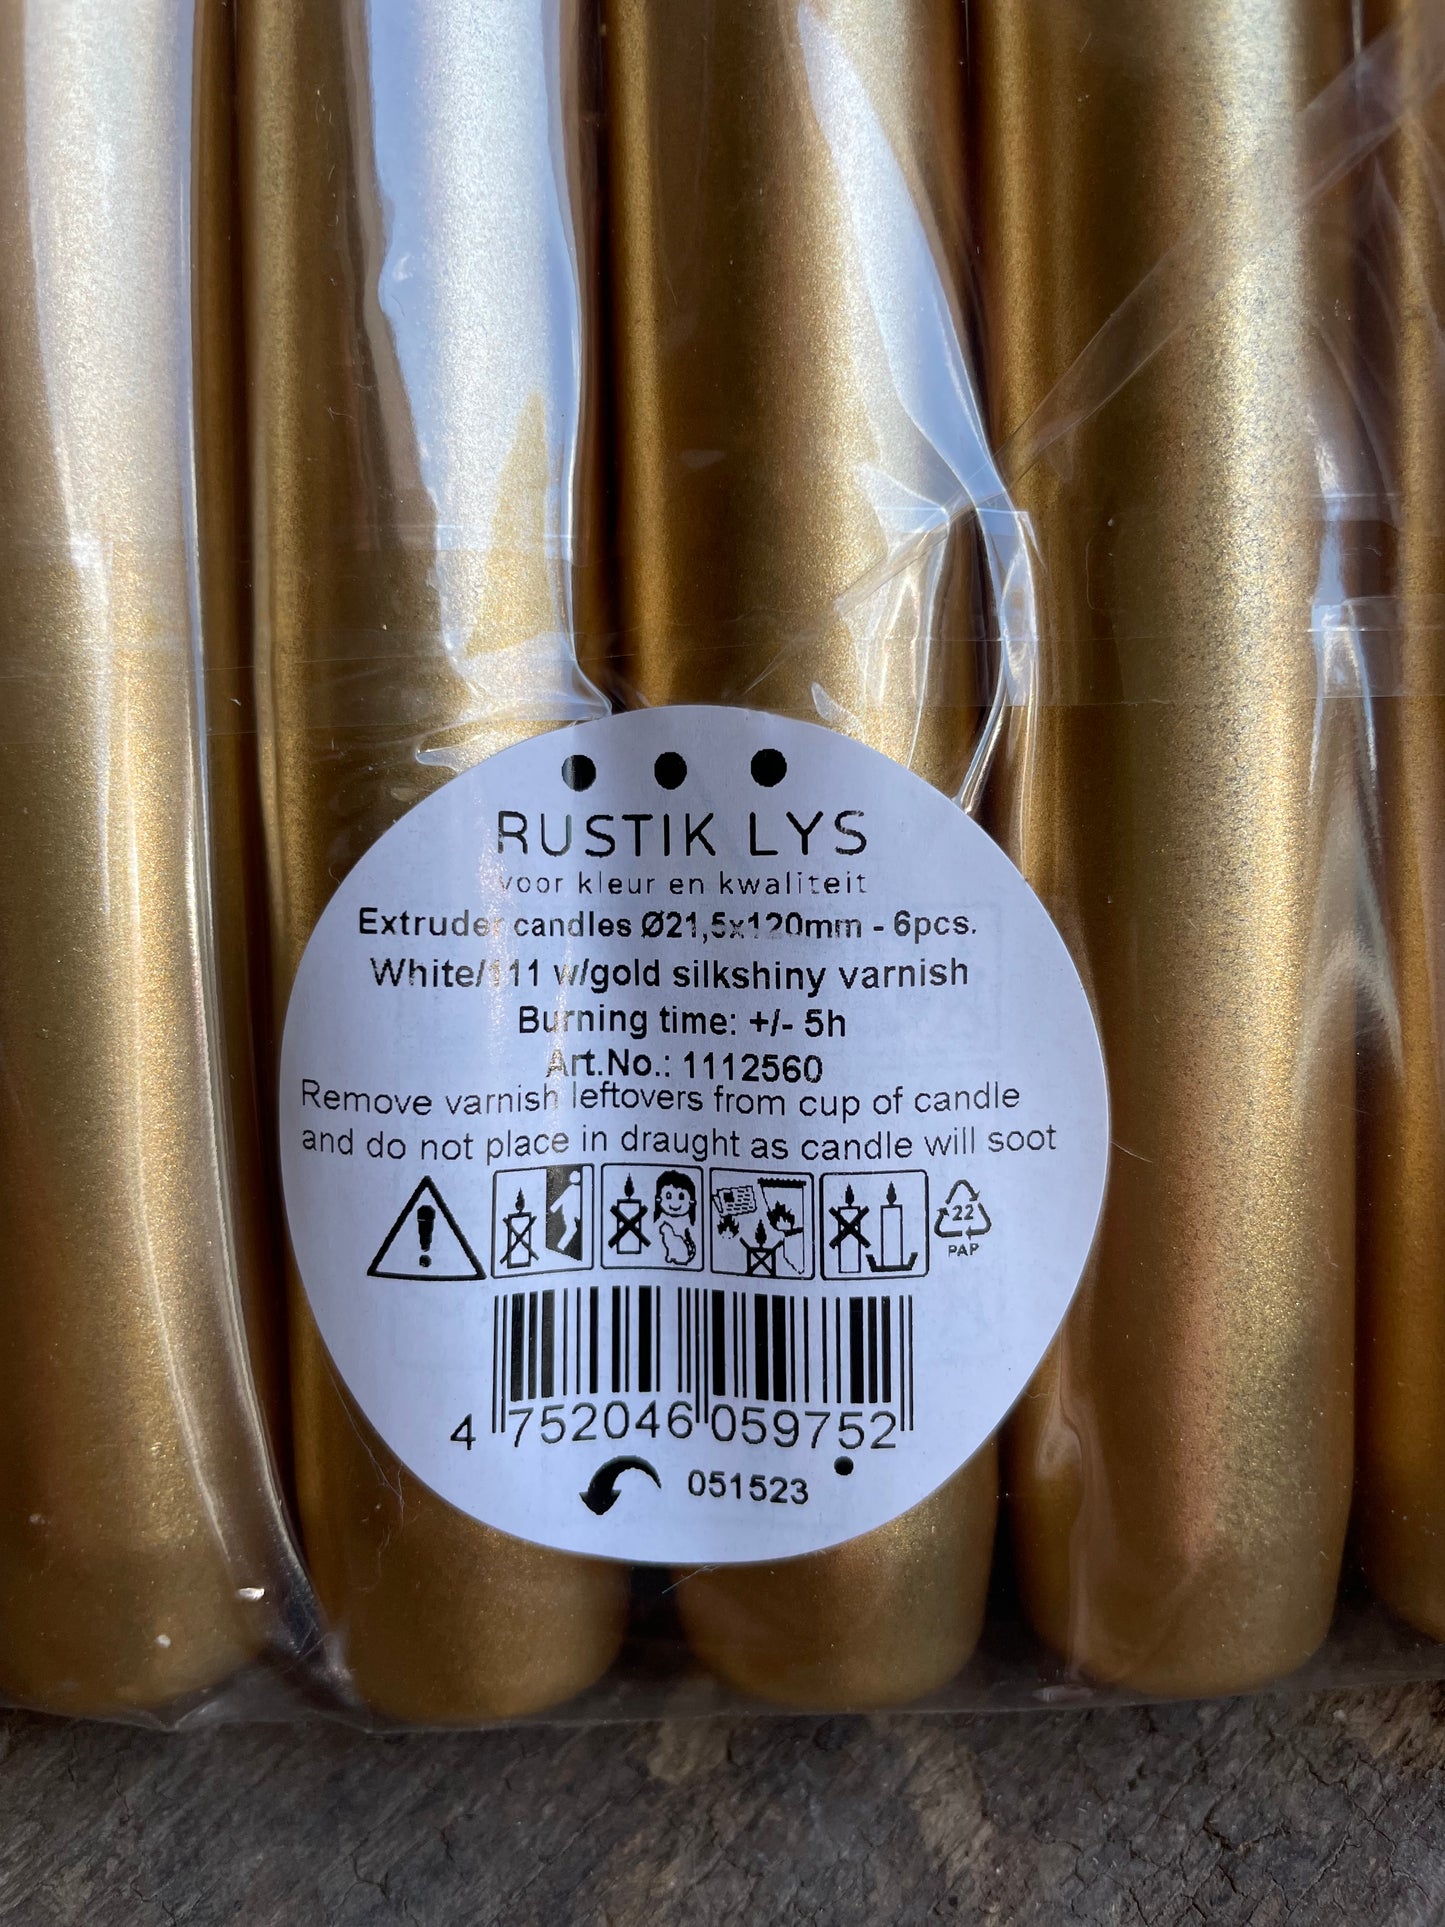 RUSTIK LYS
voor kleur en kwaliteit
Extruder candles Ø21,5x120mm - 6pcs.
White/111 w/gold silkshiny varnish
Burning time: +/- 5h
Art.No.: 1112560
Remove varnish leftovers from cup of candle
and do not place in draught as candle will soot
!
22
PAP
4 752046 059752
051523